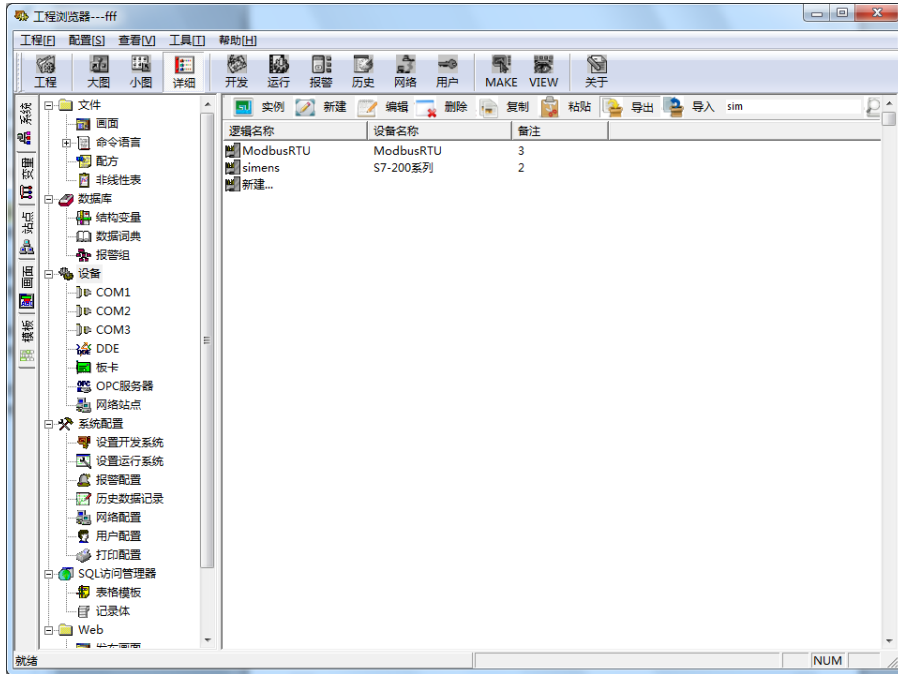 工程浏览器---fff
工程[F] 配置[S] 查看[V] 工具[T] 帮助[H]
工程 大图 小图 详细 开发 运行 报警 历史 网络 用户 MAKE VIEW 关于
系统
变量
站点
画面
模板
文件
画面
命令语言
配方
非线性表
数据库
结构变量
数据词典
报警组
设备
COM1
COM2
COM3
DDE
板卡
OPC服务器
网络站点
系统配置
设置开发系统
设置运行系统
报警配置
历史数据记录
网络配置
用户配置
打印配置
SQL访问管理器
表格模板
记录体
Web
实例 新建 编辑 删除 复制 粘贴 导出 导入 sim
逻辑名称 设备名称 备注
ModbusRTU ModbusRTU 3
simens S7-200系列 2
新建...
就绪 NUM